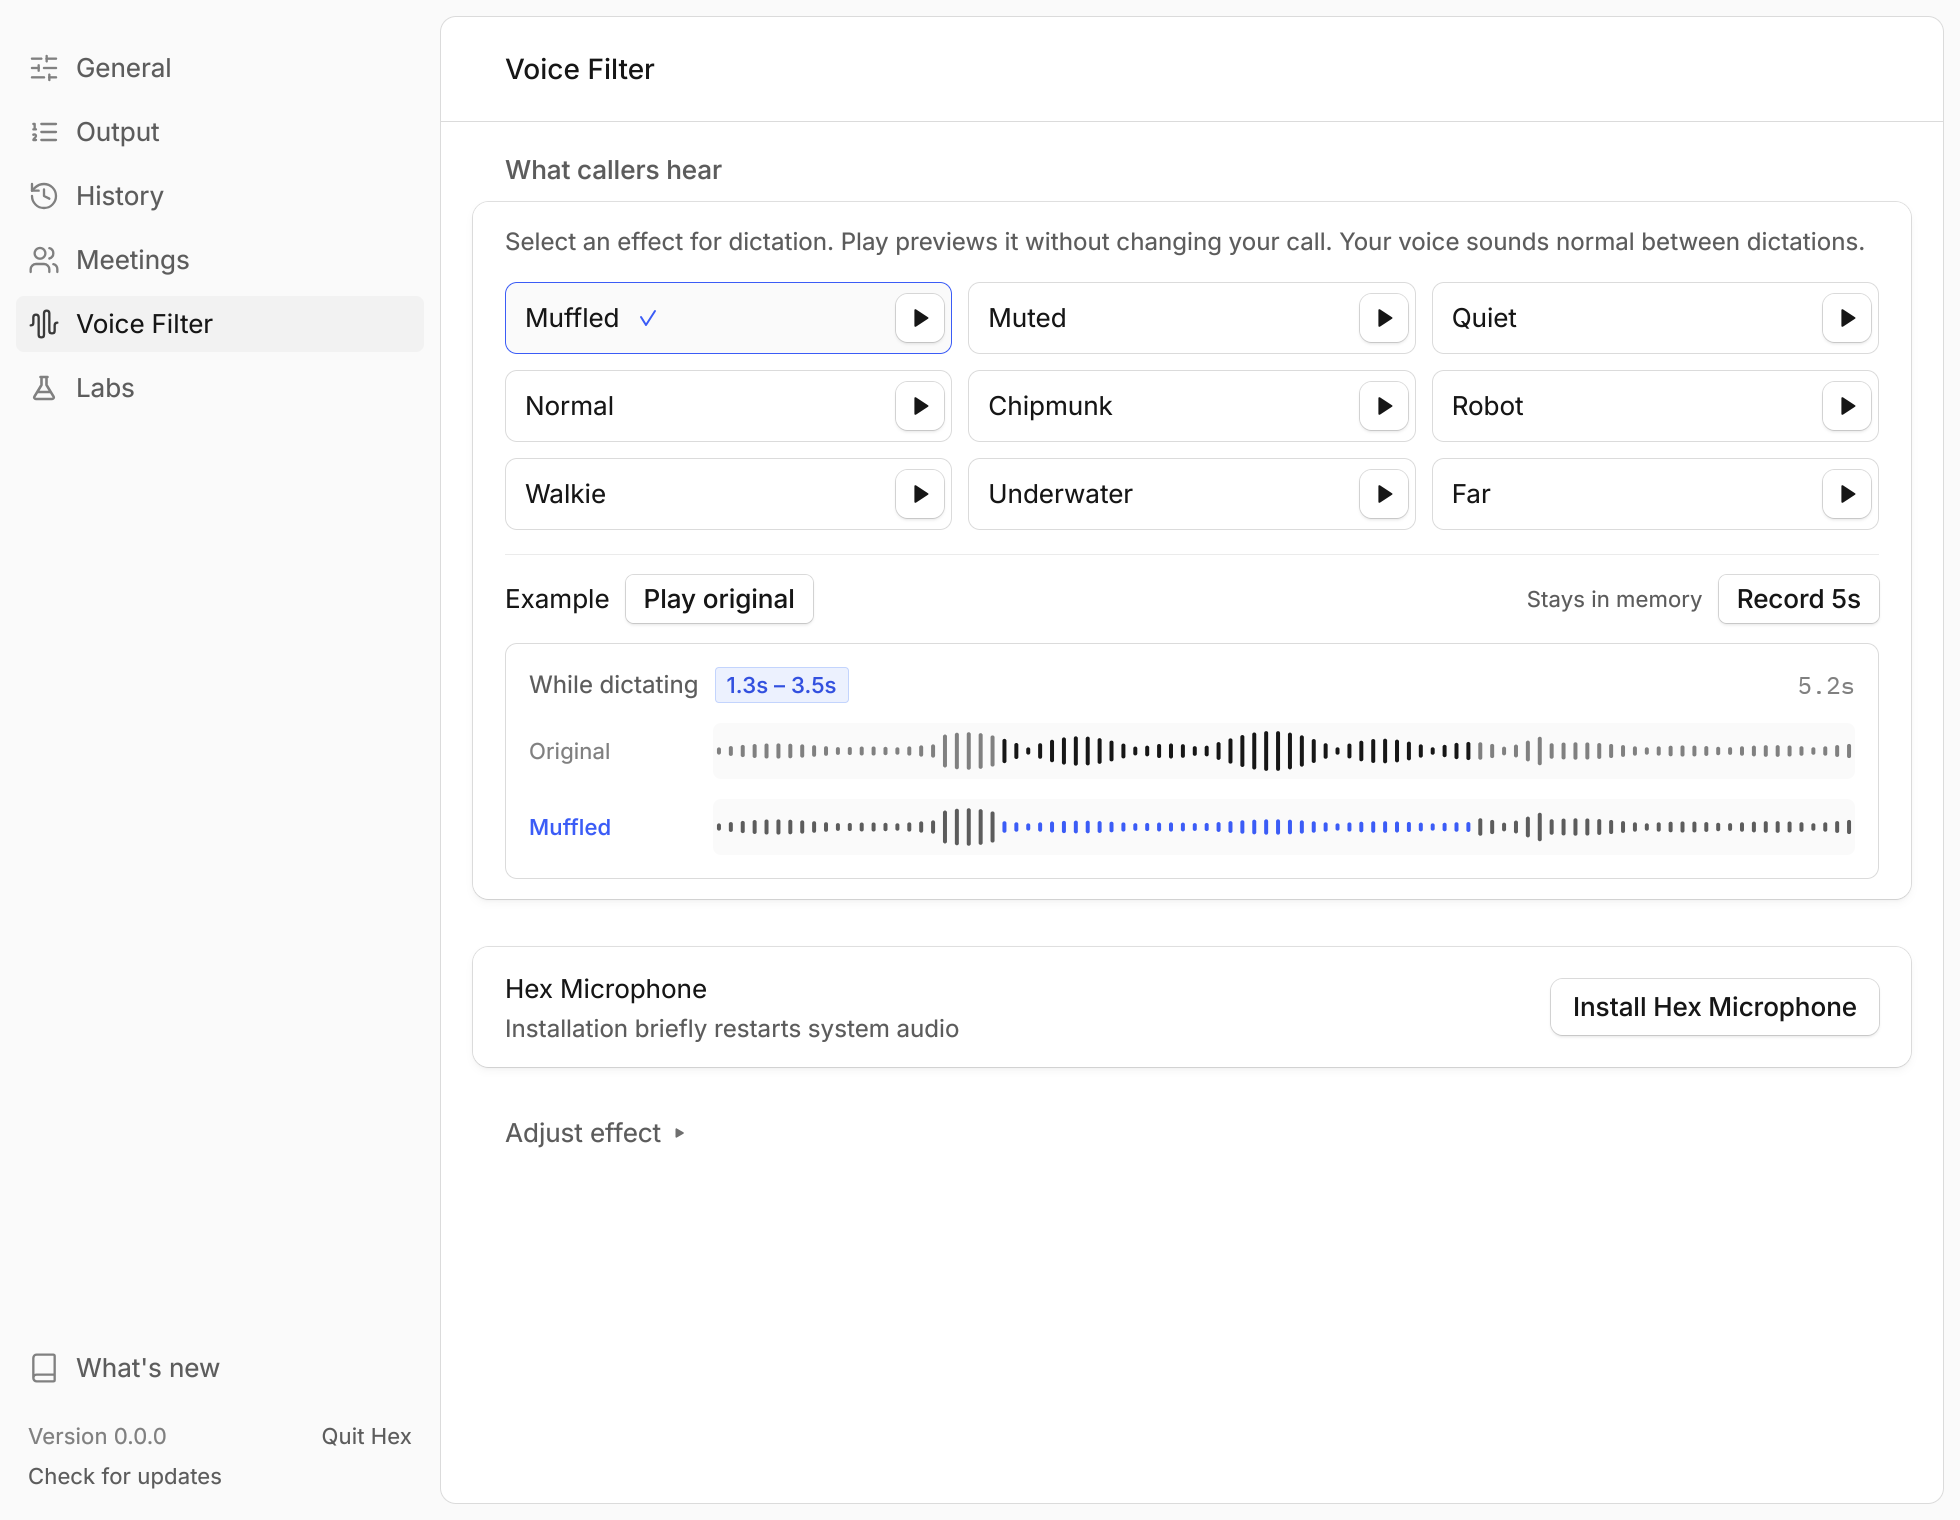 General
Output
History
Meetings
Voice Filter
Labs
What's new
Version 0.0.0
Quit Hex
Check for updates
Voice Filter
What callers hear
Select an effect for dictation. Play previews it without changing your call. Your voice sounds normal between dictations.
Muffled
Muted
Quiet
Normal
Chipmunk
Robot
Walkie
Underwater
Far
Example
Play original
Stays in memory
Record 5s
While dictating
1.3s – 3.5s
5.2s
Original
Muffled
Hex Microphone
Installation briefly restarts system audio
Install Hex Microphone
Adjust effect